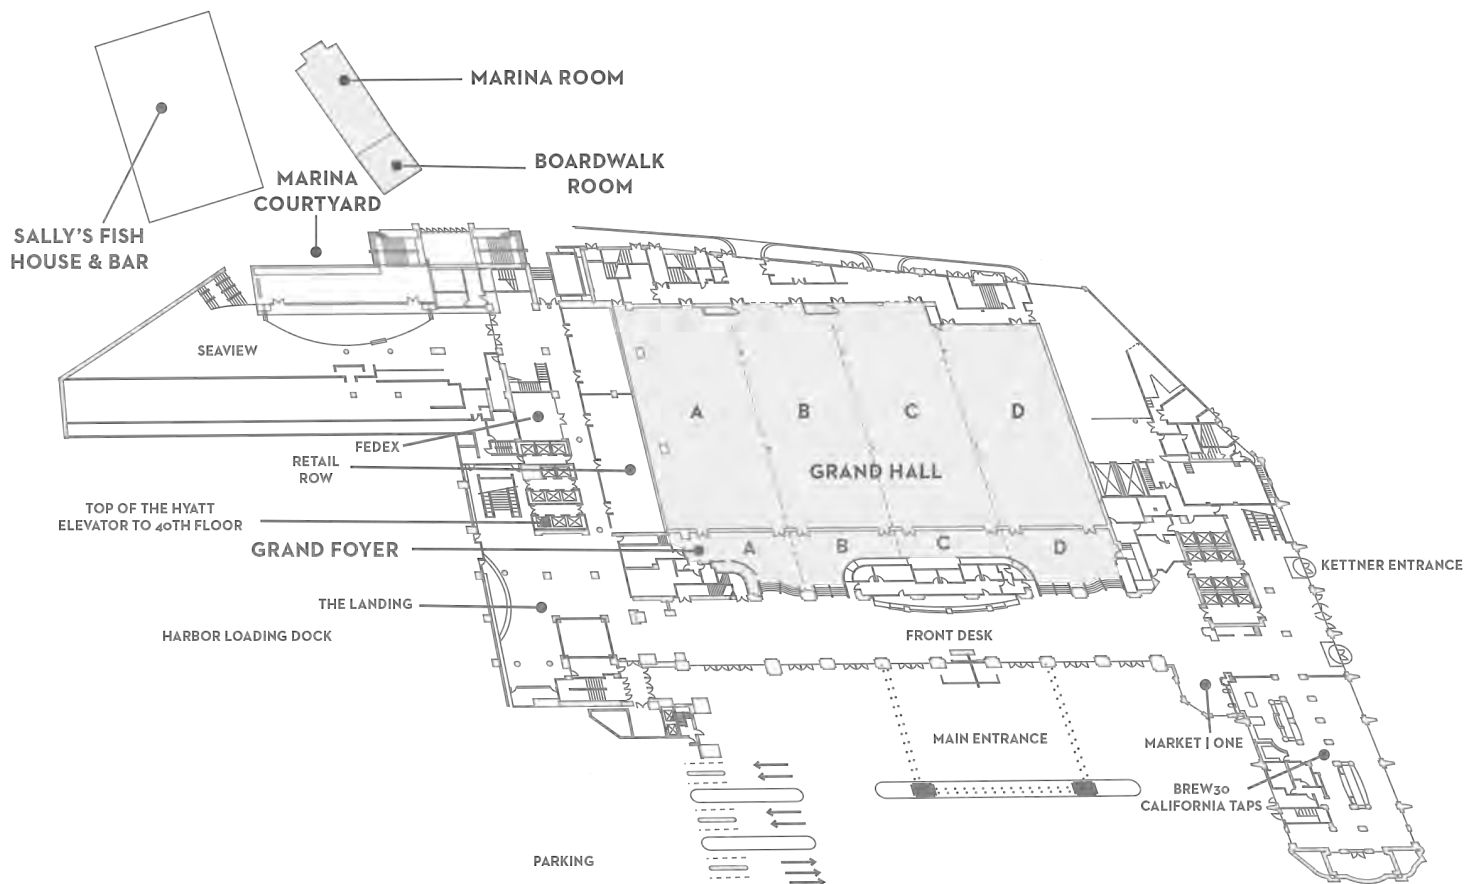 MARINA ROOM
BOARDWALK
ROOM
MARINA
COURTYARD
SALLY'S FISH
HOUSE & BAR
SEAVIEW
A
B
C
D
GRAND HALL
FEDEX
RETAIL
ROW
TOP OF THE HYATT
ELEVATOR TO 40TH FLOOR
GRAND FOYER
A
B
C
D
KETTNER ENTRANCE
THE LANDING
HARBOR LOADING DOCK
FRONT DESK
MAIN ENTRANCE
MARKET | ONE
BREW30
CALIFORNIA TAPS
PARKING